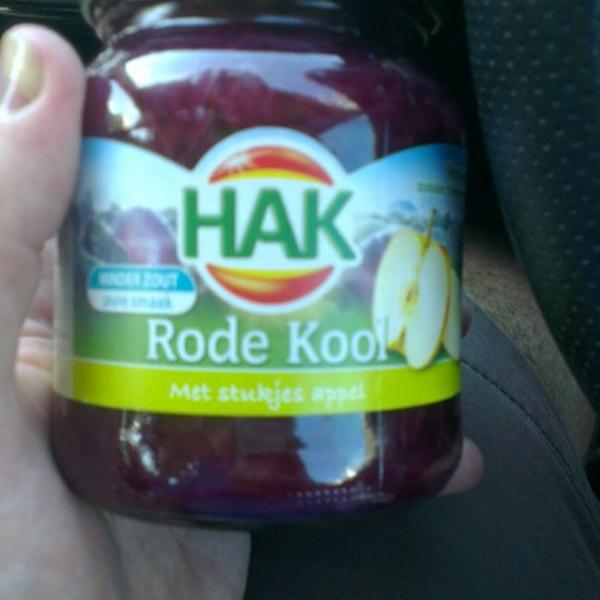 HAK
MINDER ZOUT
pure smaak
Rode Kool
Met stukjes appel